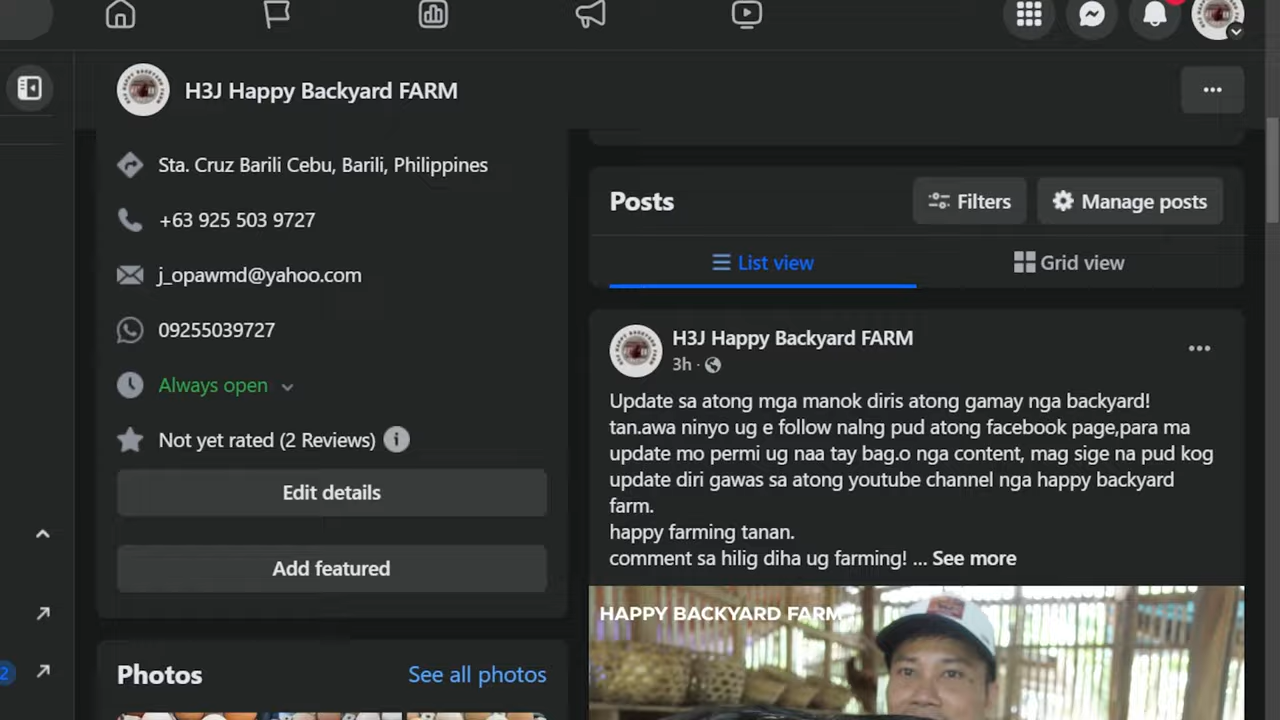 H3J Happy Backyard FARM
Sta. Cruz Barili Cebu, Barili, Philippines
+63 925 503 9727
j_opawmd@yahoo.com
09255039727
Always open
Not yet rated (2 Reviews)
Edit details
Add featured
Photos
See all photos
2
Posts
Filters
Manage posts
List view
Grid view
H3J Happy Backyard FARM
3h ·
Update sa atong mga manok diris atong gamay nga backyard!
tan.awa ninyo ug e follow nalng pud atong facebook page,para ma
update mo permi ug naa tay bag.o nga content, mag sige na pud kog
update diri gawas sa atong youtube channel nga happy backyard
farm.
happy farming tanan.
comment sa hilig diha ug farming! ... See more
HAPPY BACKYARD FARM